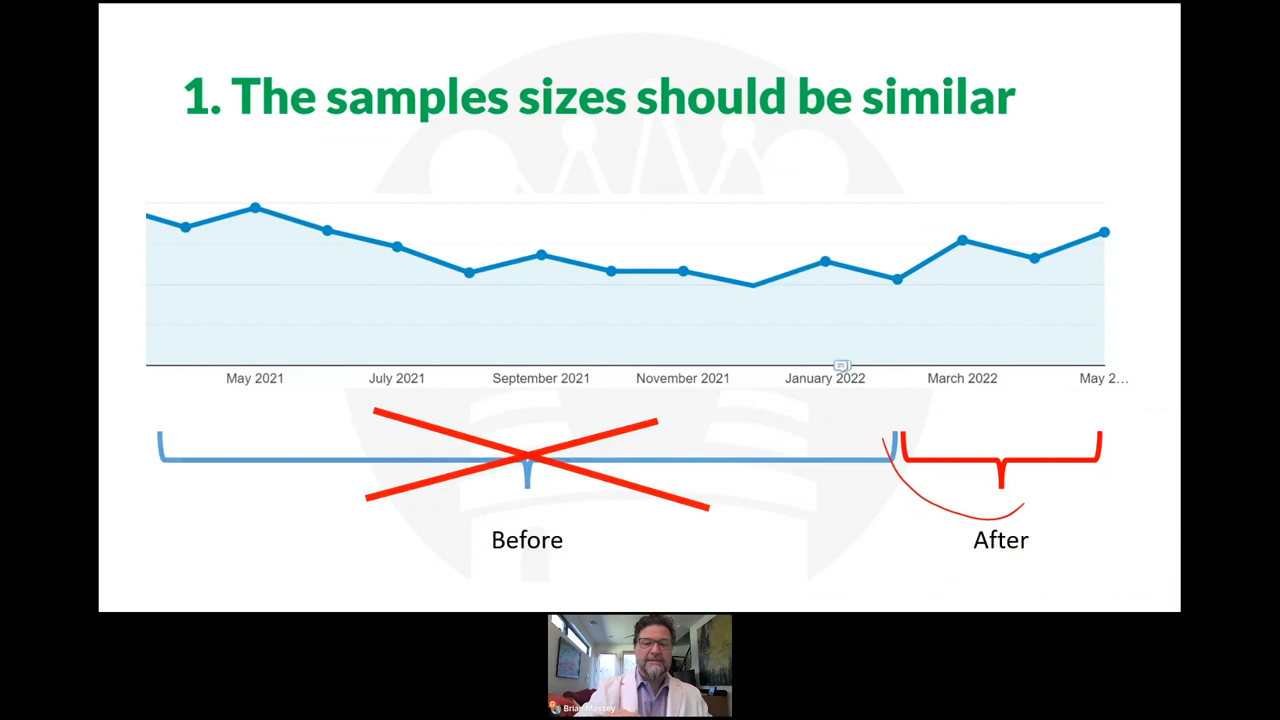 1. The samples sizes should be similar
May 2021 July 2021 September 2021 November 2021 January 2022 March 2022 May 2…
Before After
Brian Massey